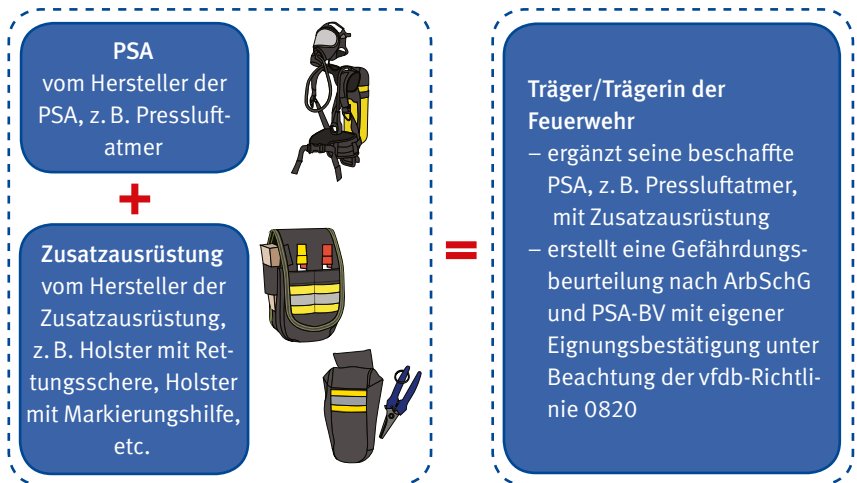 PSA
vom Hersteller der
PSA, z. B. Pressluft-
atmer
+
Zusatzausrüstung
vom Hersteller der
Zusatzausrüstung,
z. B. Holster mit Ret-
tungsschere, Holster
mit Markierungshilfe,
etc.
=
Träger/Trägerin der
Feuerwehr
– ergänzt seine beschaffte
PSA, z. B. Pressluftatmer,
mit Zusatzausrüstung
– erstellt eine Gefährdungs-
beurteilung nach ArbSchG
und PSA-BV mit eigener
Eignungsbestätigung unter
Beachtung der vfdb-Richtli-
nie 0820